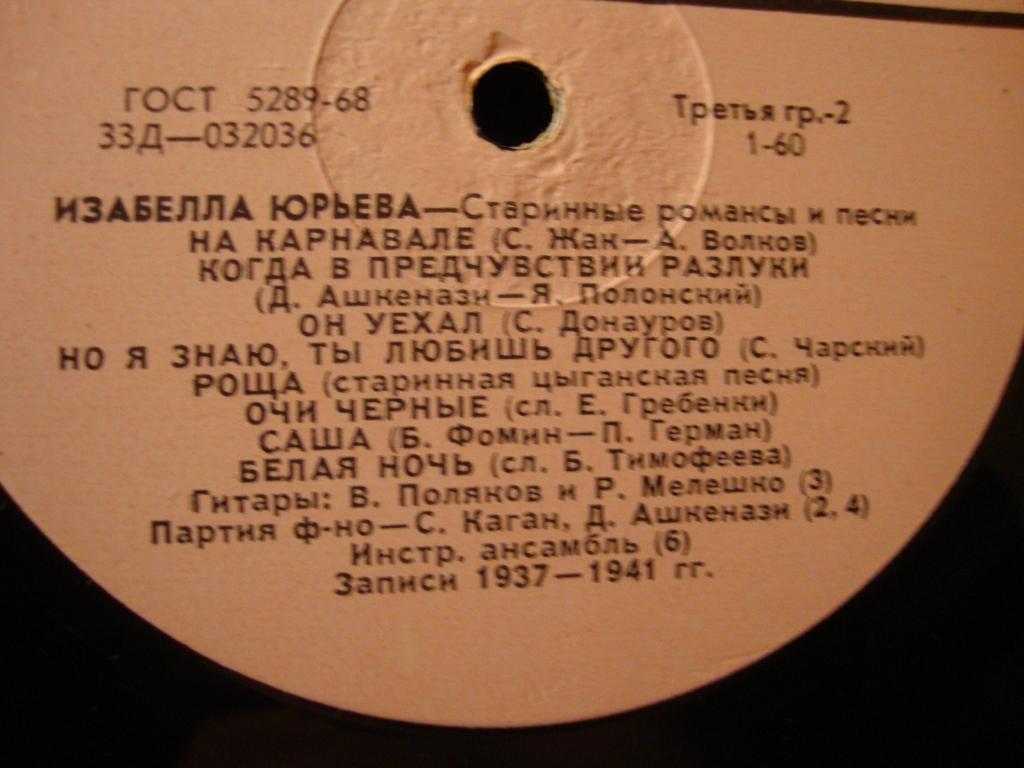 ГОСТ 5289-68
33Д—032036
Третья гр.-2
1-60
ИЗАБЕЛЛА ЮРЬЕВА—Старинные романсы и песни
НА КАРНАВАЛЕ (С. Жак—А. Волков)
КОГДА В ПРЕДЧУВСТВИИ РАЗЛУКИ
(Д. Ашкенази—Я. Полонский)
ОН УЕХАЛ (С. Донауров)
НО Я ЗНАЮ, ТЫ ЛЮБИШЬ ДРУГОГО (С. Чарский)
РОЩА (старинная цыганская песня)
ОЧИ ЧЕРНЫЕ (сл. Е. Гребенки)
САША (Б. Фомин—П. Герман)
БЕЛАЯ НОЧЬ (сл. Б. Тимофеева)
Гитары: В. Поляков и Р. Мелешко (3)
Партия ф-но—С. Каган, Д. Ашкенази (2, 4)
Инстр. ансамбль (6)
Записи 1937—1941 гг.